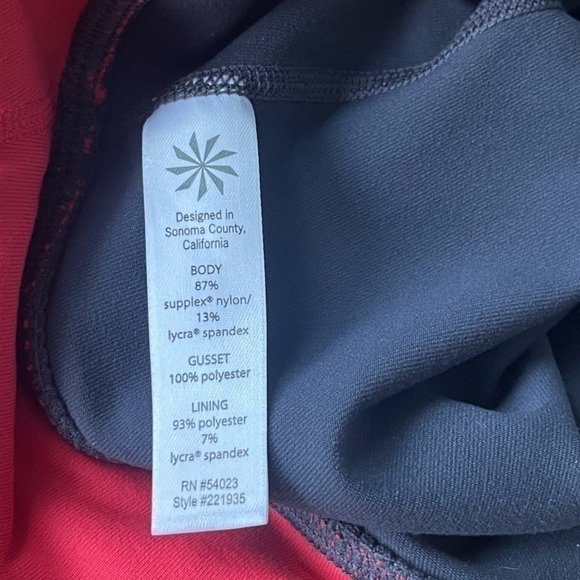 Designed in
Sonoma County,
California
BODY
87%
supplex® nylon/
13%
lycra® spandex
GUSSET
100% polyester
LINING
93% polyester
7%
lycra® spandex
RN #54023
Style #221935